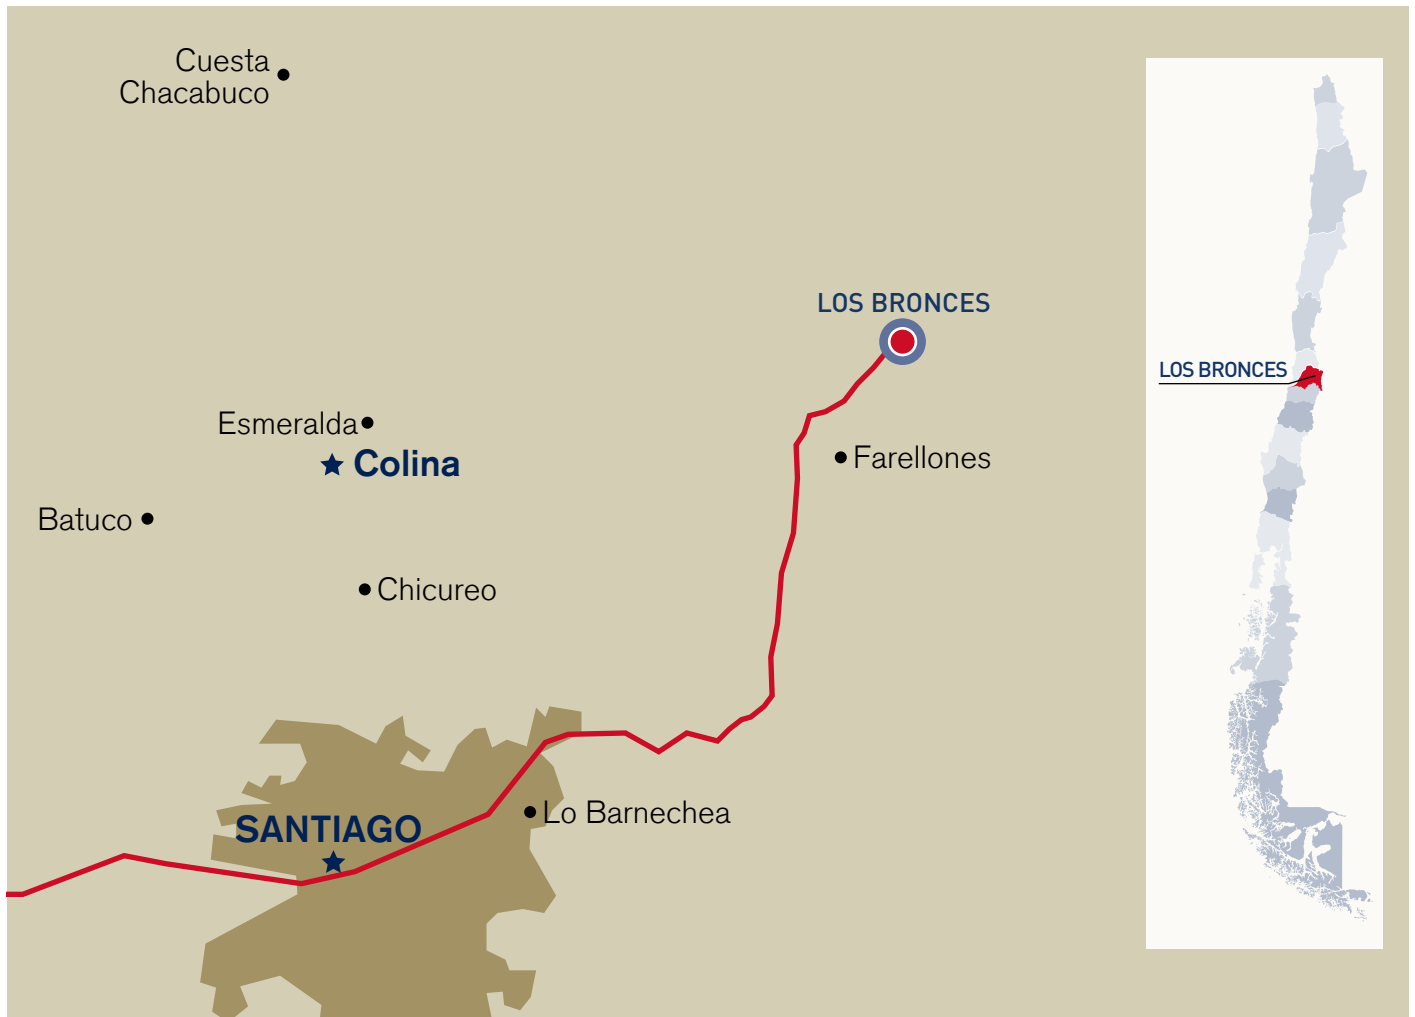 Cuesta
Chacabuco
LOS BRONCES
LOS BRONCES
Esmeralda
Colina
Farellones
Batuco
Chicureo
Lo Barnechea
SANTIAGO